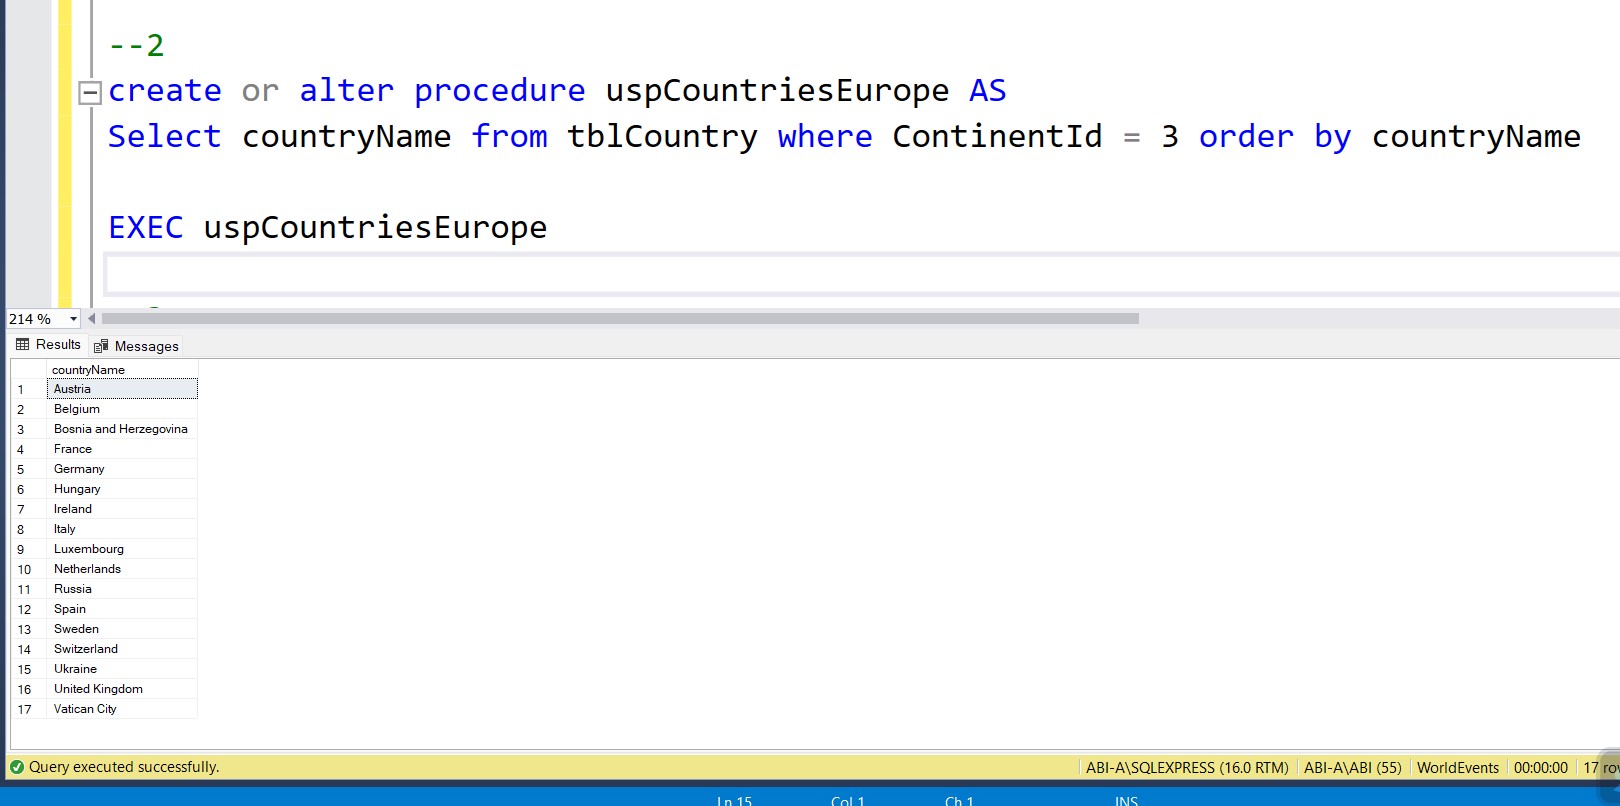 --2
create or alter procedure uspCountriesEurope AS
Select countryName from tblCountry where ContinentId = 3 order by countryName
EXEC uspCountriesEurope
214 %
Results Messages
countryName
1 Austria
2 Belgium
3 Bosnia and Herzegovina
4 France
5 Germany
6 Hungary
7 Ireland
8 Italy
9 Luxembourg
10 Netherlands
11 Russia
12 Spain
13 Sweden
14 Switzerland
15 Ukraine
16 United Kingdom
17 Vatican City
Query executed successfully. ABI-A\SQLEXPRESS (16.0 RTM) ABI-A\ABI (55) WorldEvents 00:00:00 17
Ln 15 Col 1 Ch 1 INS